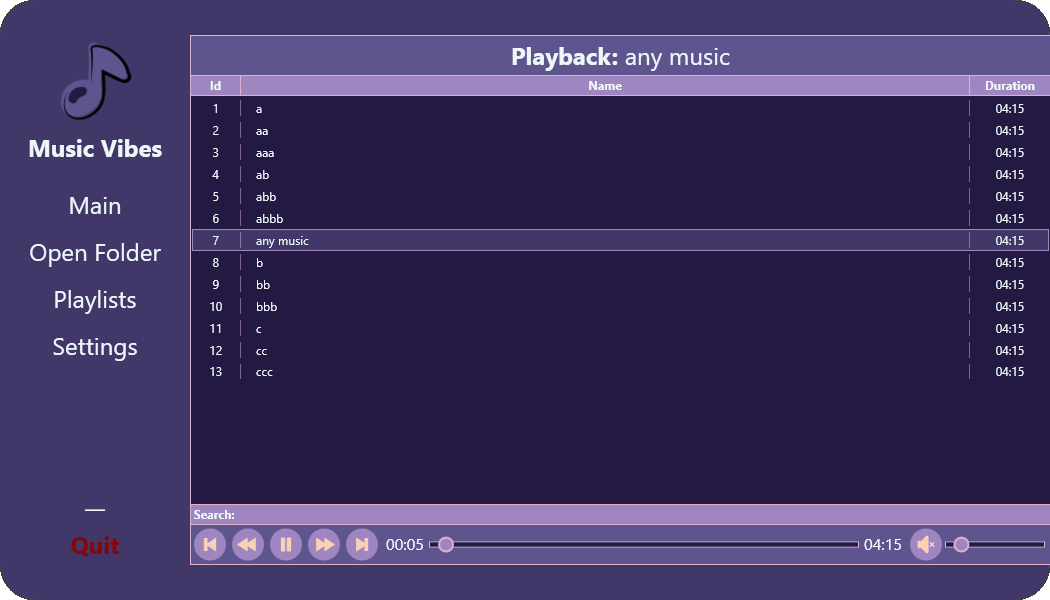 Music Vibes
Main
Open Folder
Playlists
Settings
Quit
Playback: any music
Id Name Duration
1 a 04:15
2 aa 04:15
3 aaa 04:15
4 ab 04:15
5 abb 04:15
6 abbb 04:15
7 any music 04:15
8 b 04:15
9 bb 04:15
10 bbb 04:15
11 c 04:15
12 cc 04:15
13 ccc 04:15
Search:
00:05 04:15